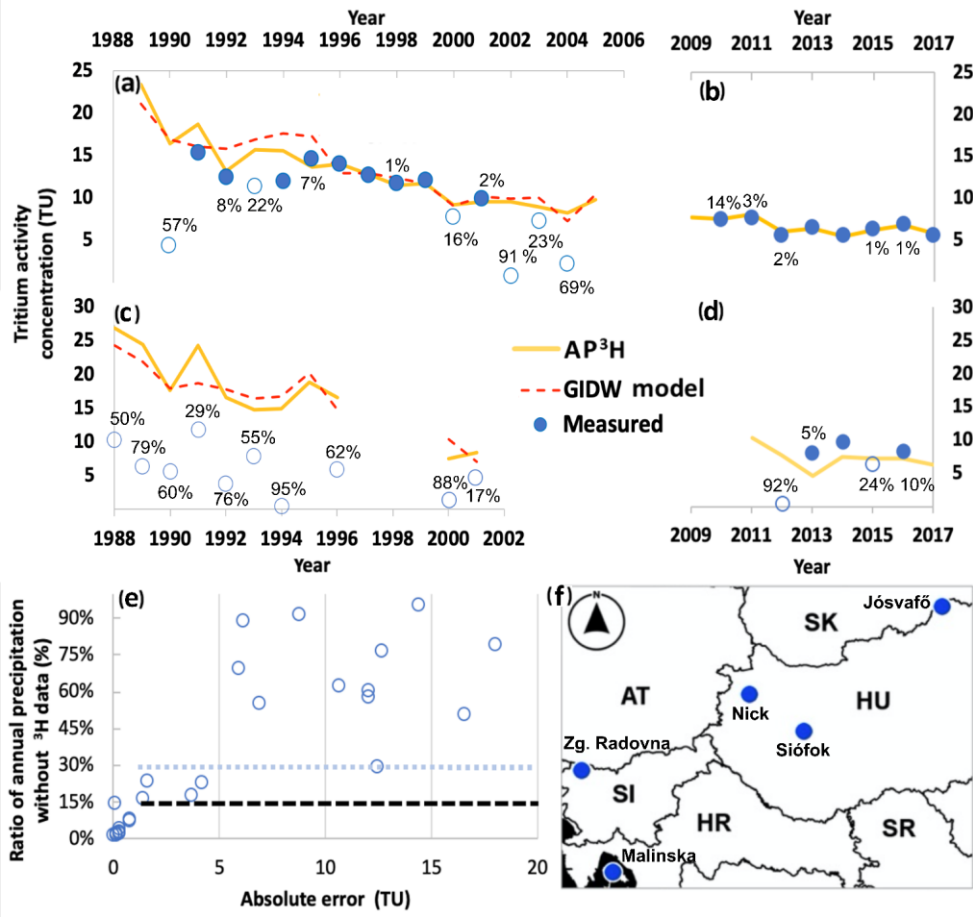 Year
1988 1990 1992 1994 1996 1998 2000 2002 2004 2006
Year
2009 2011 2013 2015 2017
Tritium activity
concentration (TU)
(a)
25
20
15
10
5
57%
8%
22%
7%
1%
16%
2%
91 %
23%
69%
(b)
25
20
15
10
5
14%
3%
2%
1%
1%
(c)
30
25
20
15
10
5
50%
79%
60%
29%
76%
55%
95%
62%
88%
17%
1988 1990 1992 1994 1996 1998 2000 2002
Year
AP³H
GIDW model
Measured
(d)
30
25
20
15
10
5
92%
5%
24%
10%
2009 2011 2013 2015 2017
Year
(e)
Ratio of annual precipitation
without ³H data (%)
90%
75%
60%
45%
30%
15%
0%
0 5 10 15 20
Absolute error (TU)
(f)
N
SK
Jósvafő
AT
HU
Nick
Siófok
Zg. Radovna
SI
HR
SR
Malinska